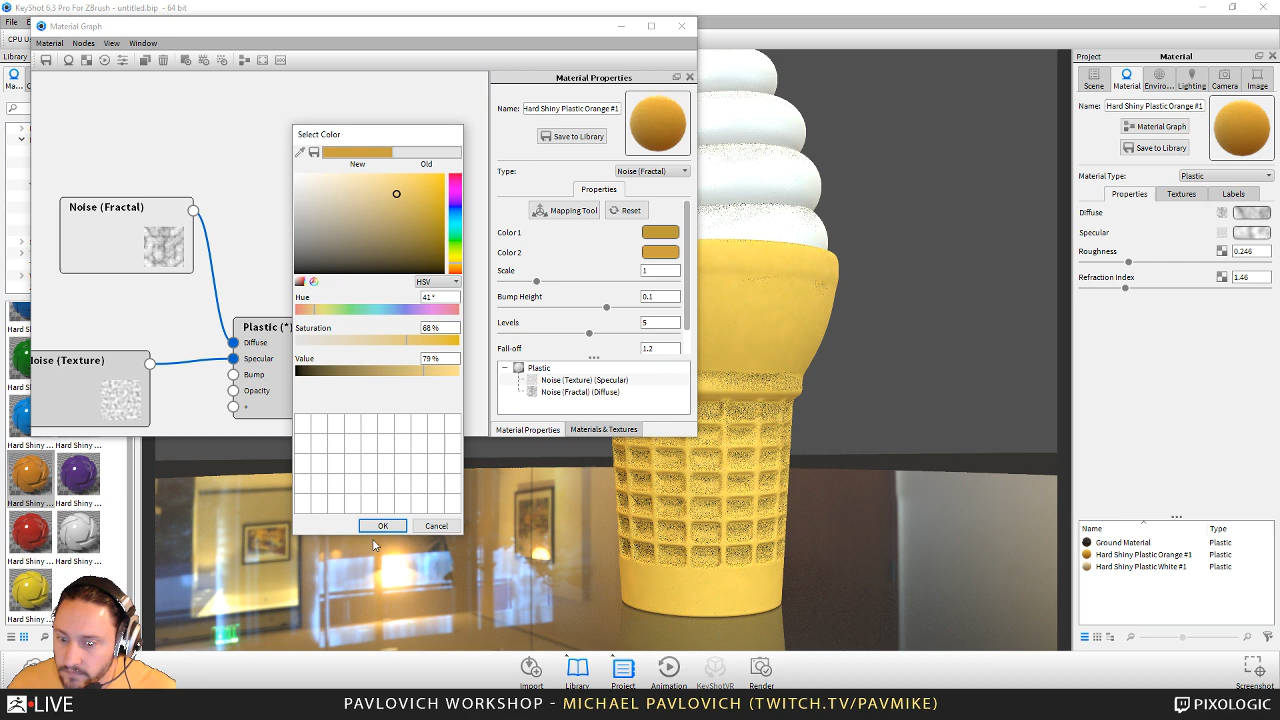 KeyShot 6.3 Pro For ZBrush - untitled.bip - 64 bit
File
Material Graph
Material Nodes View Window
CPU U
Library
Ma...
Material Properties
Name: Hard Shiny Plastic Orange #1
Save to Library
Type: Noise (Fractal)
Properties
Mapping Tool Reset
Color 1
Color 2
Scale 1
Bump Height 0.1
Levels 5
Fall-off 1.2
Plastic
Noise (Texture) (Specular)
Noise (Fractal) (Diffuse)
Material Properties Materials & Textures
Noise (Fractal)
Noise (Texture)
Plastic (*)
Diffuse
Specular
Bump
Opacity
+
Select Color
New Old
HSV
Hue 41°
Saturation 68 %
Value 79 %
OK Cancel
Project Material
Scene Material Enviro... Lighting Camera Image
Name: Hard Shiny Plastic Orange #1
Material Graph
Save to Library
Material Type: Plastic
Properties Textures Labels
Diffuse
Specular
Roughness 0.246
Refraction Index 1.46
Name Type
Ground Material Plastic
Hard Shiny Plastic Orange #1 Plastic
Hard Shiny Plastic White #1 Plastic
Hard
Hard
Hard
Hard Shiny ... Hard Shiny ...
Hard Shiny ... Hard Shiny ...
Hard Shiny ... Hard Shiny ...
Hard
Import Library Project Animation KeyShotVR Render Screenshot
LIVE
PAVLOVICH WORKSHOP - MICHAEL PAVLOVICH (TWITCH.TV/PAVMIKE)
PIXOLOGIC